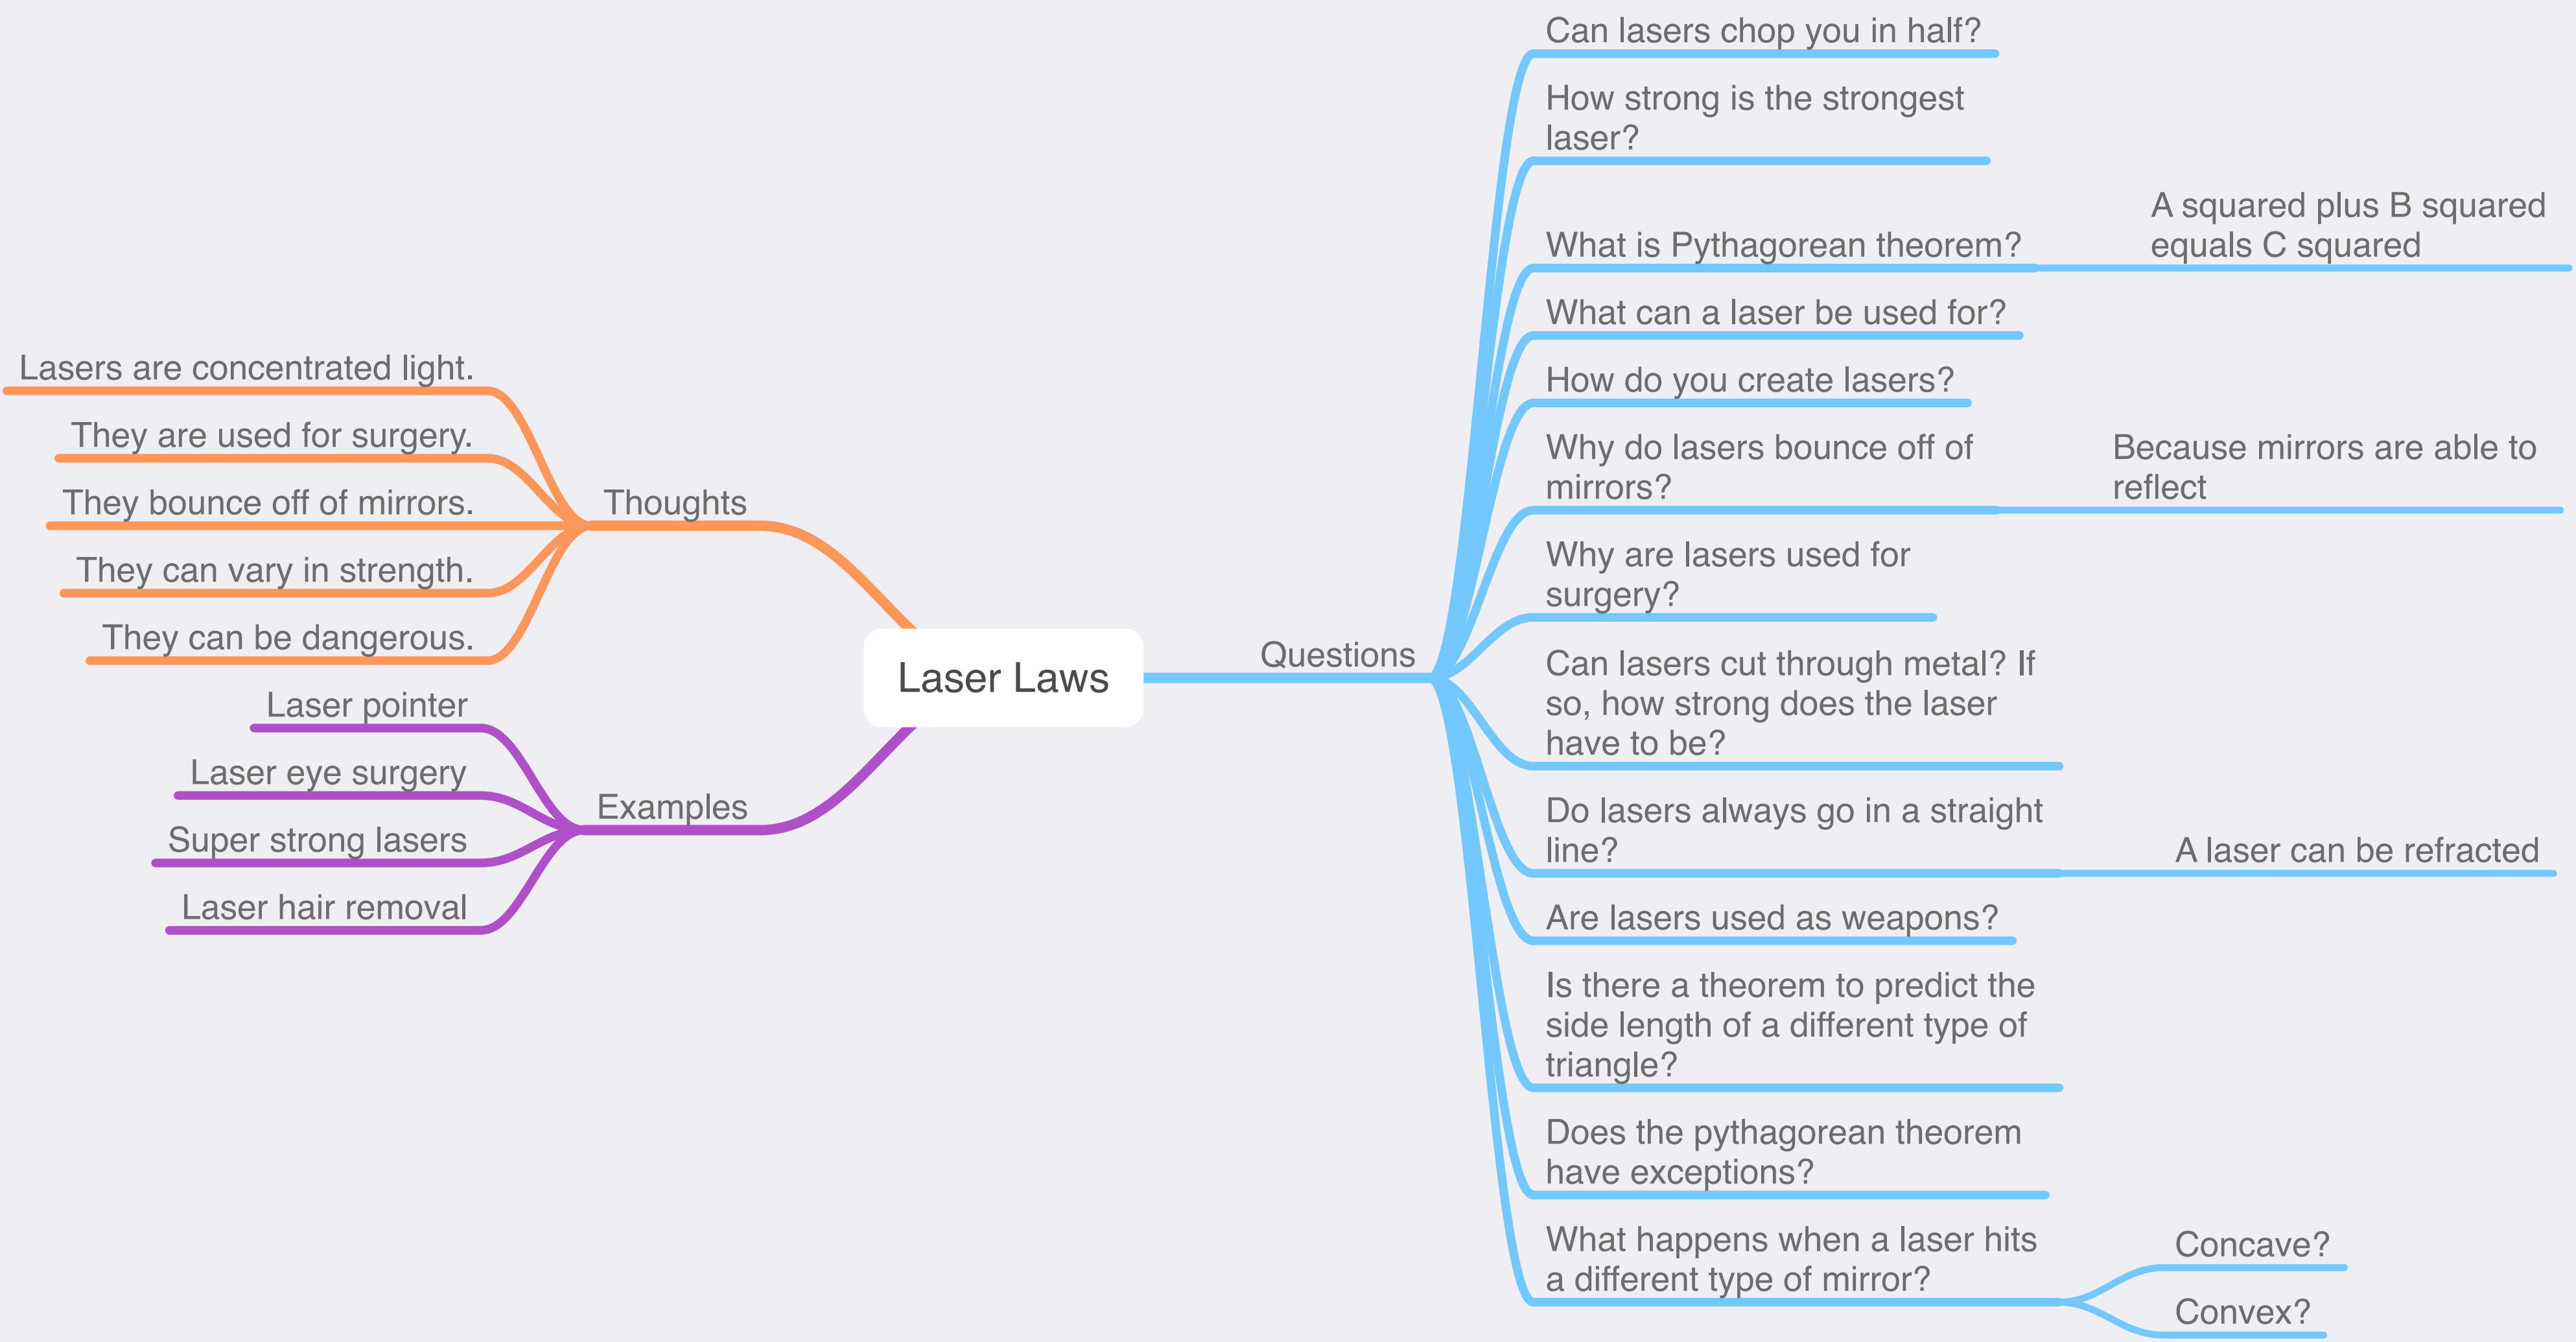 Laser Laws
Thoughts
Lasers are concentrated light.
They are used for surgery.
They bounce off of mirrors.
They can vary in strength.
They can be dangerous.
Examples
Laser pointer
Laser eye surgery
Super strong lasers
Laser hair removal
Questions
Can lasers chop you in half?
How strong is the strongest
laser?
What is Pythagorean theorem?
A squared plus B squared
equals C squared
What can a laser be used for?
How do you create lasers?
Why do lasers bounce off of
mirrors?
Because mirrors are able to
reflect
Why are lasers used for
surgery?
Can lasers cut through metal? If
so, how strong does the laser
have to be?
Do lasers always go in a straight
line?
A laser can be refracted
Are lasers used as weapons?
Is there a theorem to predict the
side length of a different type of
triangle?
Does the pythagorean theorem
have exceptions?
What happens when a laser hits
a different type of mirror?
Concave?
Convex?